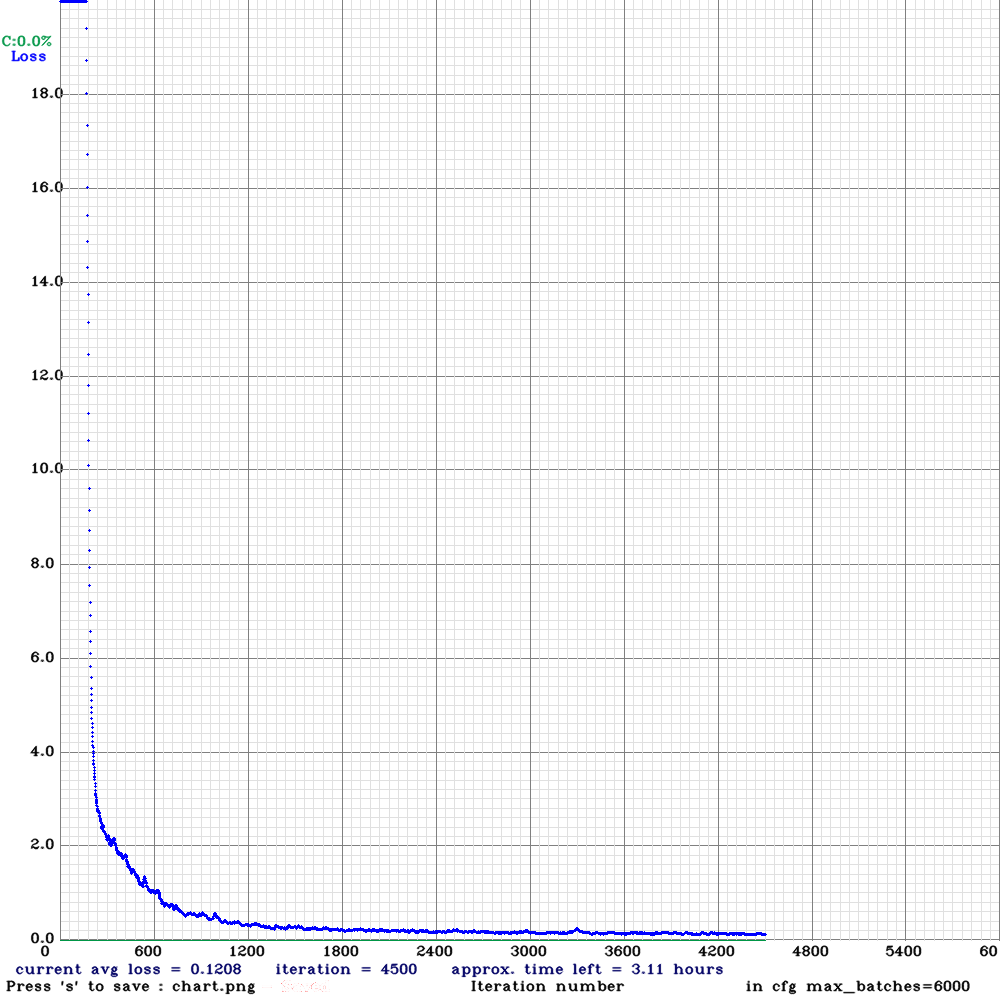 C:0.0%
Loss
18.0
16.0
14.0
12.0
10.0
8.0
6.0
4.0
2.0
0.0
0 600 1200 1800 2400 3000 3600 4200 4800 5400 60
current avg loss = 0.1208 iteration = 4500 approx. time left = 3.11 hours
Press 's' to save : chart.png Iteration number in cfg max_batches=6000